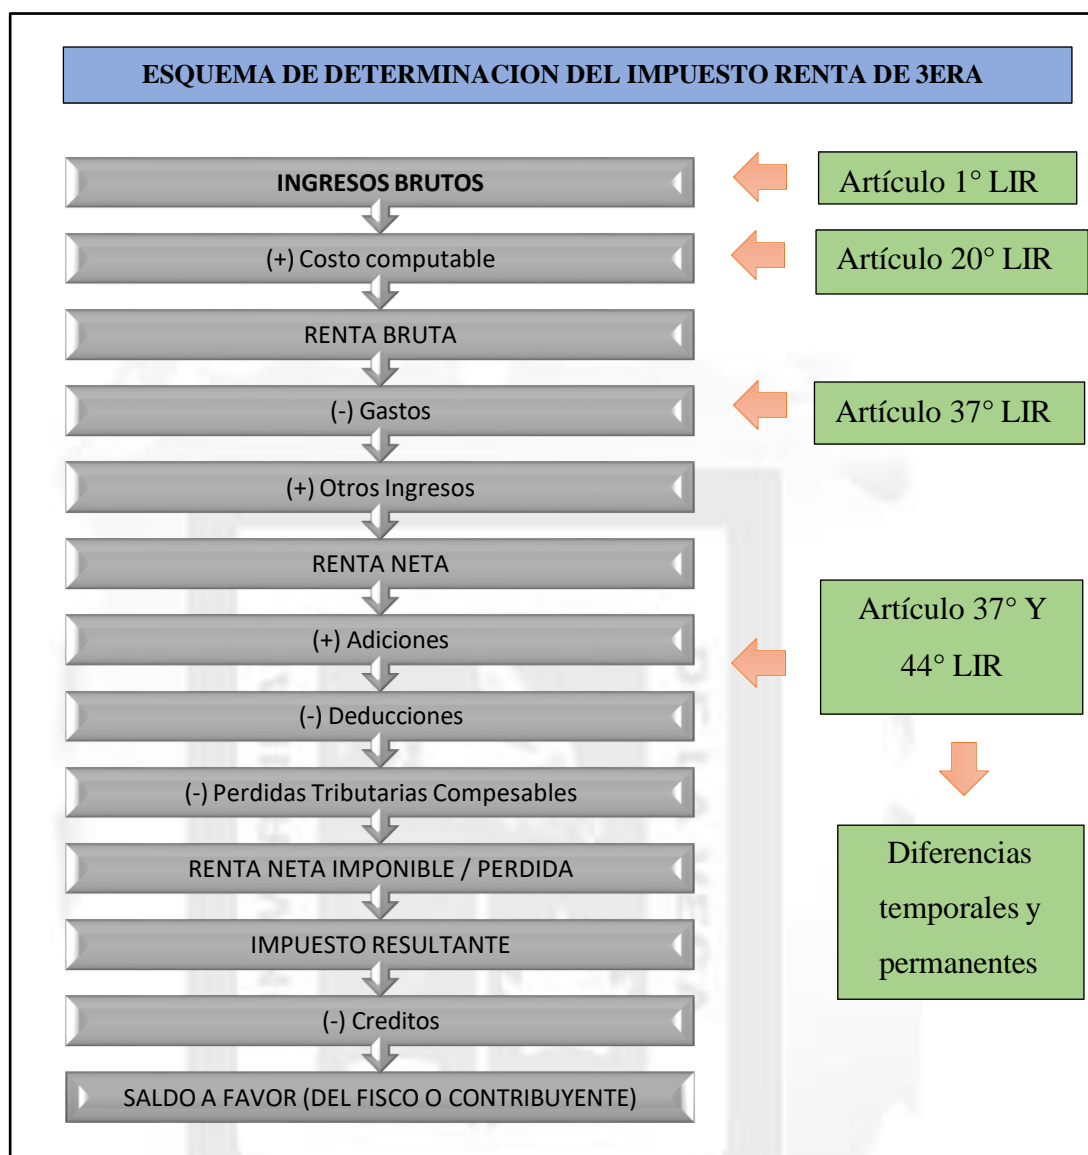 ESQUEMA DE DETERMINACION DEL IMPUESTO RENTA DE 3ERA
INGRESOS BRUTOS
Artículo 1° LIR
(+) Costo computable
Artículo 20° LIR
RENTA BRUTA
(-) Gastos
Artículo 37° LIR
(+) Otros Ingresos
RENTA NETA
(+) Adiciones
Artículo 37° Y
44° LIR
(-) Deducciones
(-) Perdidas Tributarias Compesables
RENTA NETA IMPONIBLE / PERDIDA
Diferencias
temporales y
permanentes
IMPUESTO RESULTANTE
(-) Creditos
SALDO A FAVOR (DEL FISCO O CONTRIBUYENTE)